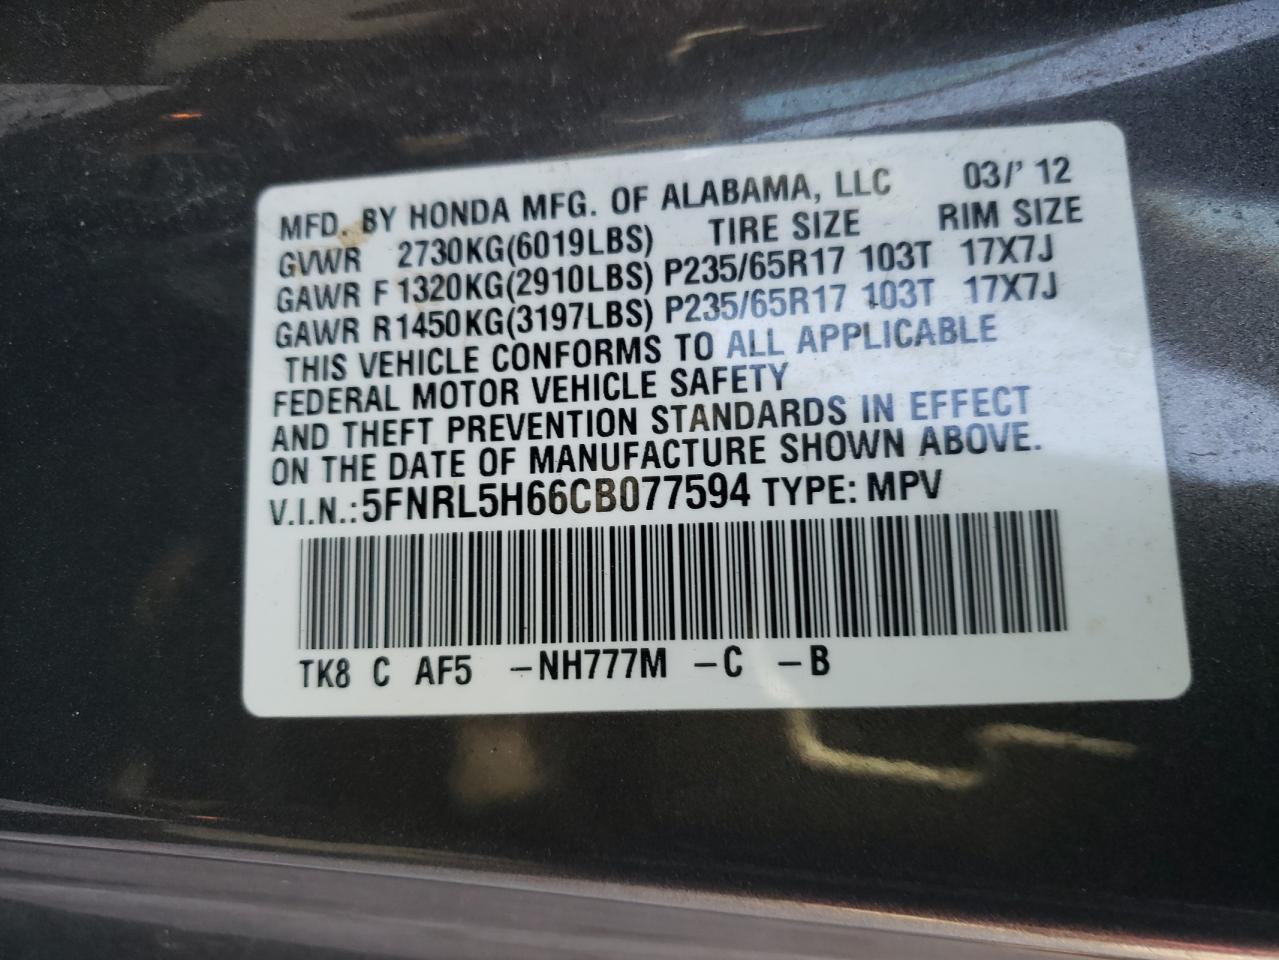 MFD. BY HONDA MFG. OF ALABAMA, LLC 03/'12
GVWR 2730KG(6019LBS) TIRE SIZE RIM SIZE
GAWR F 1320KG(2910LBS) P235/65R17 103T 17X7J
GAWR R1450KG(3197LBS) P235/65R17 103T 17X7J
THIS VEHICLE CONFORMS TO ALL APPLICABLE
FEDERAL MOTOR VEHICLE SAFETY
AND THEFT PREVENTION STANDARDS IN EFFECT
ON THE DATE OF MANUFACTURE SHOWN ABOVE.
V.I.N.:5FNRL5H66CB077594 TYPE: MPV
TK8 C AF5 –NH777M –C –B